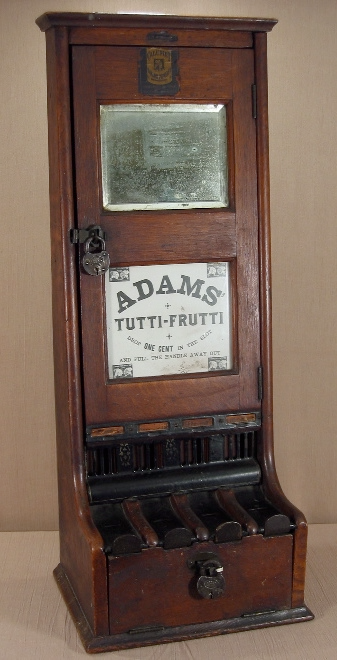 ADAMS
TUTTI-FRUTTI
DROP ONE CENT IN THE SLOT
AND PULL THE HANDLE AWAY OUT